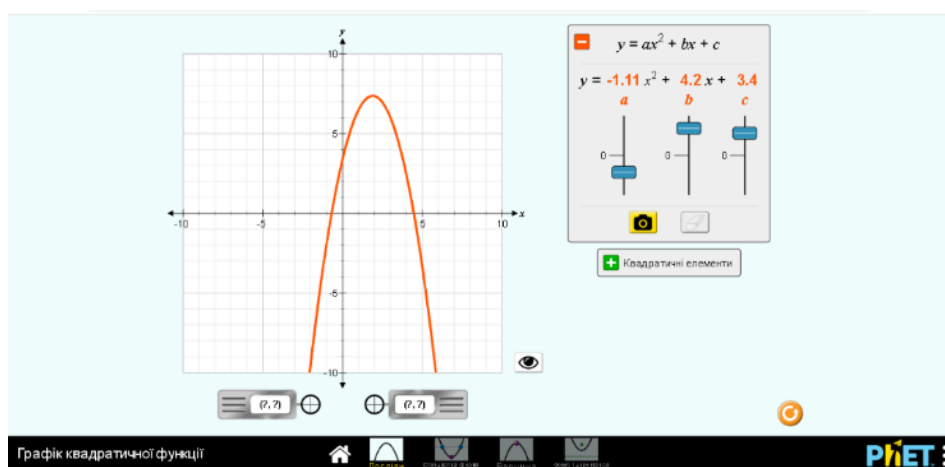 y
10
5
-10
-5
5
10
x
-5
-10
(?, ?)
(?, ?)
y = ax² + bx + c
y = -1.11 x² + 4.2 x + 3.4
a b c
0 0 0
Квадратичні елементи
Графік квадратичної функції
PhET